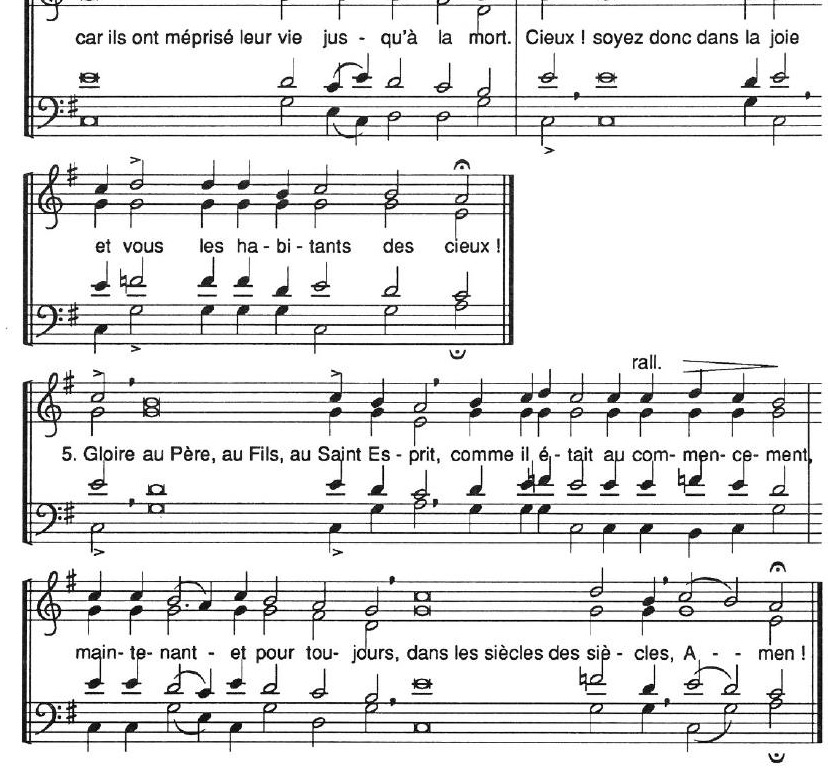 car ils ont méprisé leur vie jus - qu'à la mort. Cieux ! soyez donc dans la joie
et vous les ha - bi - tants des cieux !
rall.
5. Gloire au Père, au Fils, au Saint Es - prit, comme il é - tait au com- men- ce- ment,
main- te- nant - et pour tou- jours, dans les siècles des siè - cles, A - - men !